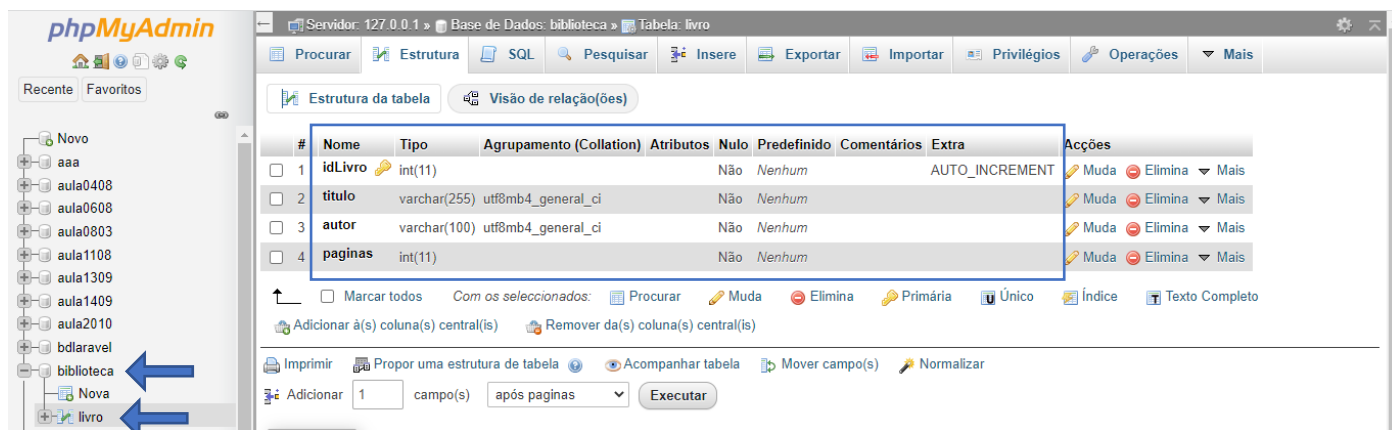 phpMyAdmin
Recente Favoritos
Novo
aaa
aula0408
aula0608
aula0803
aula1108
aula1309
aula1409
aula2010
bdlaravel
biblioteca
Nova
livro
Servidor: 127.0.0.1 » Base de Dados: biblioteca » Tabela: livro
Procurar Estrutura SQL Pesquisar Insere Exportar Importar Privilégios Operações Mais
Estrutura da tabela Visão de relação(ões)
# Nome Tipo Agrupamento (Collation) Atributos Nulo Predefinido Comentários Extra Acções
1 idLivro int(11) Não Nenhum AUTO_INCREMENT Muda Elimina Mais
2 titulo varchar(255) utf8mb4_general_ci Não Nenhum Muda Elimina Mais
3 autor varchar(100) utf8mb4_general_ci Não Nenhum Muda Elimina Mais
4 paginas int(11) Não Nenhum Muda Elimina Mais
Marcar todos Com os seleccionados: Procurar Muda Elimina Primária Único Índice Texto Completo
Adicionar à(s) coluna(s) central(is) Remover da(s) coluna(s) central(is)
Imprimir Propor uma estrutura de tabela Acompanhar tabela Mover campo(s) Normalizar
Adicionar 1 campo(s) após paginas Executar